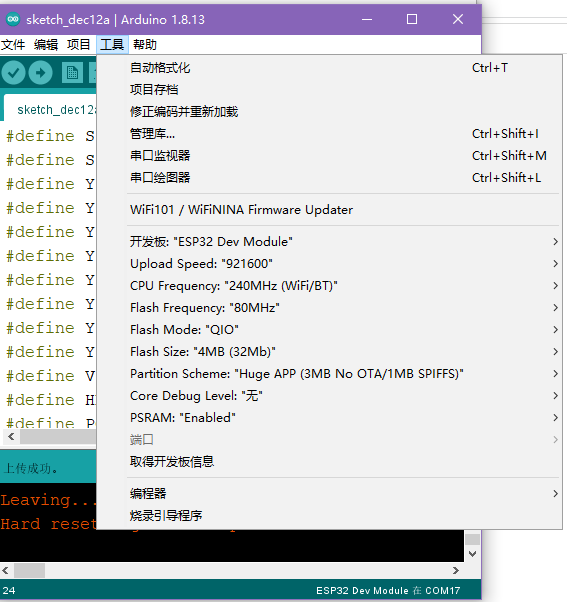 sketch_dec12a | Arduino 1.8.13
文件 编辑 项目 工具 帮助
sketch_dec12a
自动格式化 Ctrl+T
项目存档
修正编码并重新加载
管理库... Ctrl+Shift+I
串口监视器 Ctrl+Shift+M
串口绘图器 Ctrl+Shift+L
WiFi101 / WiFiNINA Firmware Updater
开发板: "ESP32 Dev Module"
Upload Speed: "921600"
CPU Frequency: "240MHz (WiFi/BT)"
Flash Frequency: "80MHz"
Flash Mode: "QIO"
Flash Size: "4MB (32Mb)"
Partition Scheme: "Huge APP (3MB No OTA/1MB SPIFFS)"
Core Debug Level: "无"
PSRAM: "Enabled"
端口
取得开发板信息
编程器
烧录引导程序
#define S
#define S
#define Y
#define Y
#define Y
#define Y
#define Y
#define Y
#define Y
#define Y
#define V
#define H
#define P
上传成功。
Leaving...
Hard reset
24 ESP32 Dev Module 在 COM17